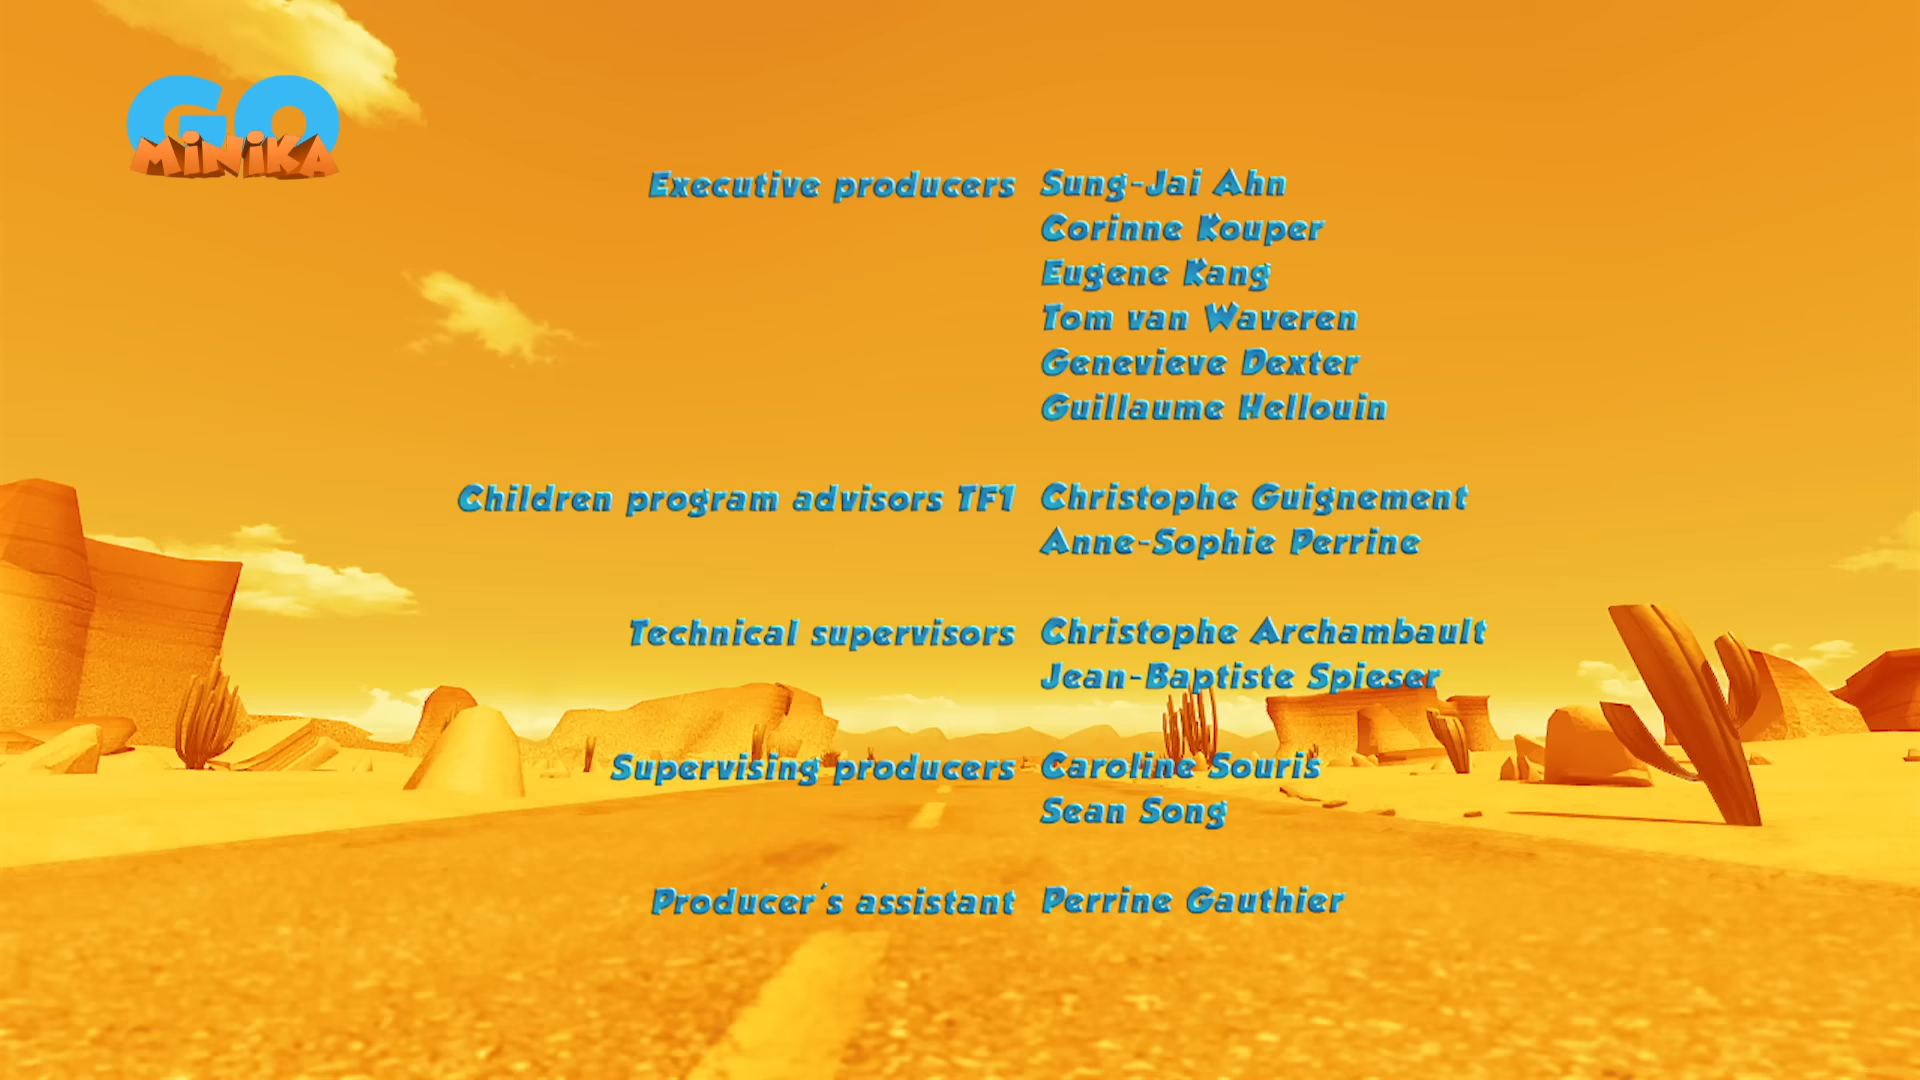 GO
MiNiKA
Executive producers Sung-Jai Ahn
Corinne Kouper
Eugene Kang
Tom van Waveren
Genevieve Dexter
Guillaume Hellouin
Children program advisors TF1 Christophe Guignement
Anne-Sophie Perrine
Technical supervisors Christophe Archambault
Jean-Baptiste Spieser
Supervising producers Caroline Souris
Sean Song
Producer's assistant Perrine Gauthier